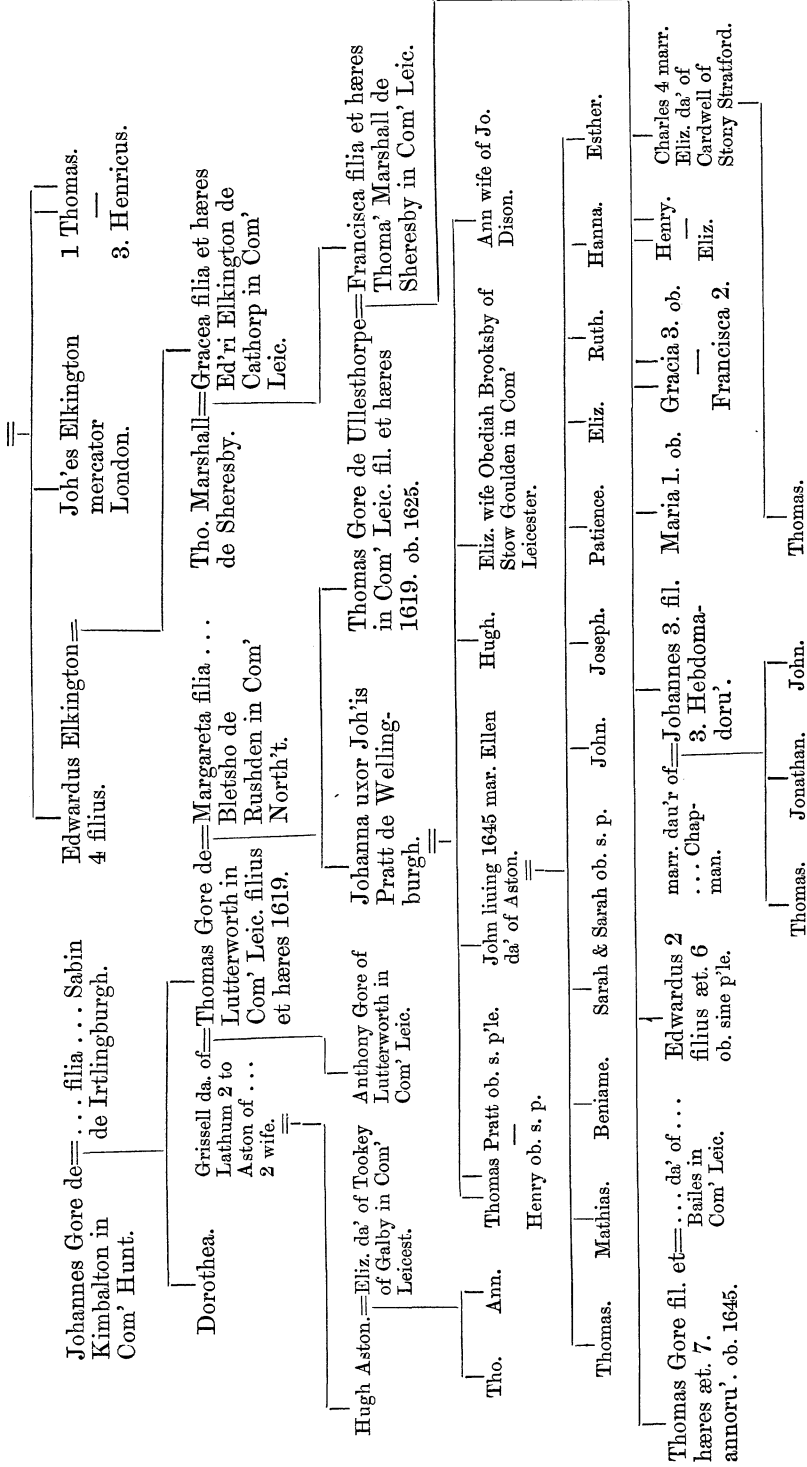 Johannes Gore de=. . . filia . . . Sabin
Kimbalton in
de Irtlingburgh.
Com' Hunt.
Edwardus Elkington=
4 filius.
Joh'es Elkington
mercator
London.
1 Thomas.
3. Henricus.
Dorothea.
Grissell da. of=Thomas Gore de=Margareta filia . . .
Lathum 2 to
Aston of . . .
2 wife.
Lutterworth in
Com' Leic. filius
et hæres 1619.
Bletsho de
Rushden in Com'
North't.
Tho. Marshall=Gracea filia et hæres
de Sheresby.
Ed'ri Elkington de
Cathorp in Com'
Leic.
Hugh Aston.=Eliz. da' of Tookey
of Galby in Com'
Leicest.
Anthony Gore of
Lutterworth in
Com' Leic.
Johanna uxor Joh'is
Pratt de Welling-
burgh.
Thomas Gore de Ullesthorpe=Francisca filia et hæres
in Com' Leic. fil. et hæres
1619. ob. 1625.
Thoma' Marshall de
Sheresby in Com' Leic.
Tho.
Ann.
Thomas Pratt ob. s. p'le.
Henry ob. s. p.
John liuing 1645 mar. Ellen
da' of Aston.
Hugh.
Eliz. wife Obediah Brooksby of
Stow Goulden in Com'
Leicester.
Ann wife of Jo.
Dison.
Thomas.
Mathias.
Beniame.
Sarah & Sarah ob. s. p.
John.
Joseph.
Patience.
Eliz.
Ruth.
Hanna.
Esther.
Thomas Gore fil. et=. . . da' of . . .
hæres æt. 7.
annoru'. ob. 1645.
Bailes in
Com' Leic.
Edwardus 2
filius æt. 6
ob. sine p'le.
marr. dau'r of=Johannes 3. fil.
. . . Chap-
man.
3. Hebdoma-
doru'.
Maria 1. ob.
Gracia 3. ob.
Francisca 2.
Henry.
Eliz.
Charles 4 marr.
Eliz. da' of
Cardwell of
Stony Stratford.
Thomas.
Jonathan.
John.
Thomas.